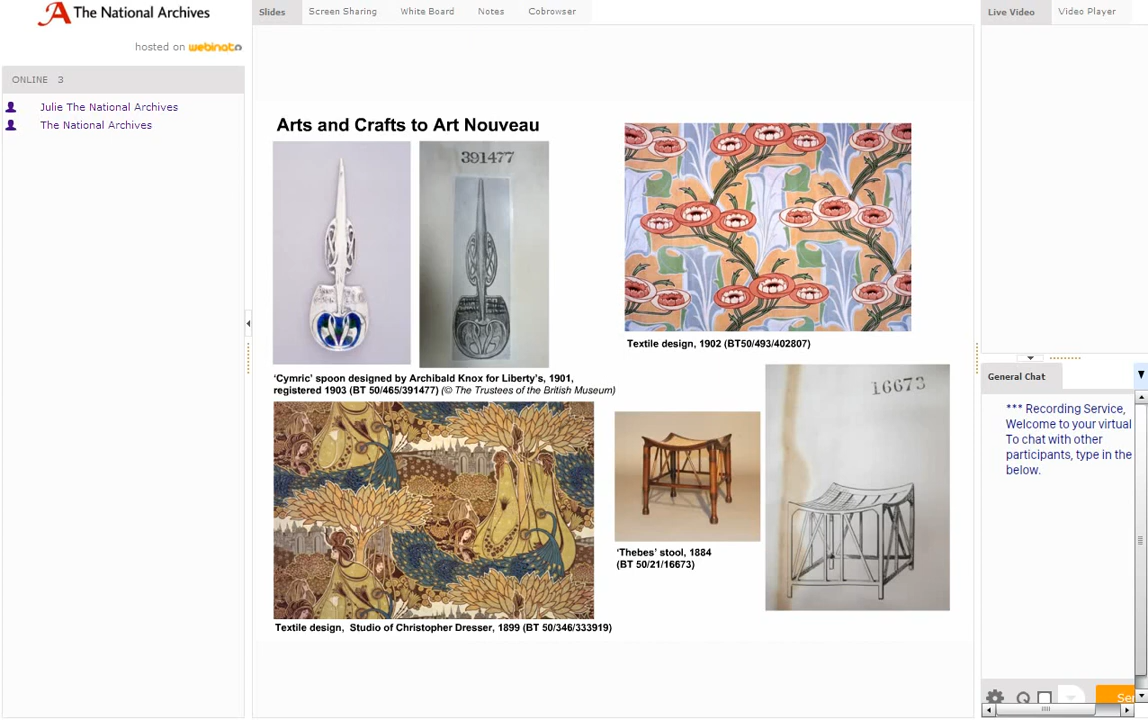 The National Archives
hosted on webinato
ONLINE 3
Julie The National Archives
The National Archives
Slides Screen Sharing White Board Notes Cobrowser
Arts and Crafts to Art Nouveau
391477
'Cymric' spoon designed by Archibald Knox for Liberty's, 1901,
registered 1903 (BT 50/465/391477) (© The Trustees of the British Museum)
Textile design, 1902 (BT50/493/402807)
16673
'Thebes' stool, 1884
(BT 50/21/16673)
Textile design, Studio of Christopher Dresser, 1899 (BT 50/346/333919)
Live Video Video Player
General Chat
*** Recording Service,
Welcome to your virtual
To chat with other
participants, type in the
below.